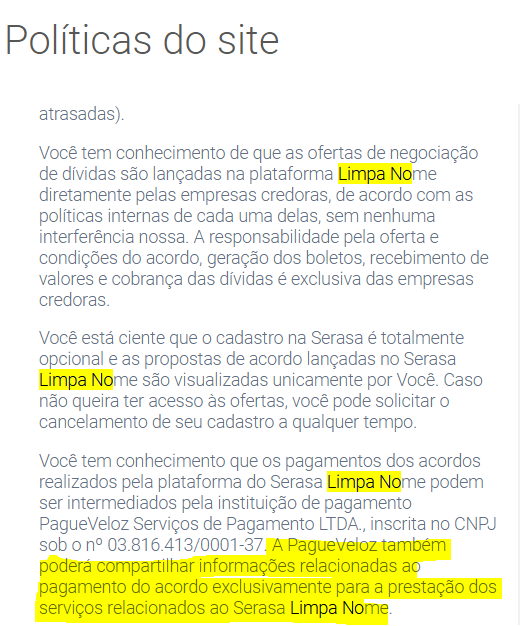 Políticas do site
atrasadas).
Você tem conhecimento de que as ofertas de negociação
de dívidas são lançadas na plataforma Limpa Nome
diretamente pelas empresas credoras, de acordo com as
políticas internas de cada uma delas, sem nenhuma
interferência nossa. A responsabilidade pela oferta e
condições do acordo, geração dos boletos, recebimento de
valores e cobrança das dívidas é exclusiva das empresas
credoras.
Você está ciente que o cadastro na Serasa é totalmente
opcional e as propostas de acordo lançadas no Serasa
Limpa Nome são visualizadas unicamente por Você. Caso
não queira ter acesso às ofertas, você pode solicitar o
cancelamento de seu cadastro a qualquer tempo.
Você tem conhecimento que os pagamentos dos acordos
realizados pela plataforma do Serasa Limpa Nome podem
ser intermediados pela instituição de pagamento
PagueVeloz Serviços de Pagamento LTDA., inscrita no CNPJ
sob o nº 03.816.413/0001-37. A PagueVeloz também
poderá compartilhar informações relacionadas ao
pagamento do acordo exclusivamente para a prestação dos
serviços relacionados ao Serasa Limpa Nome.